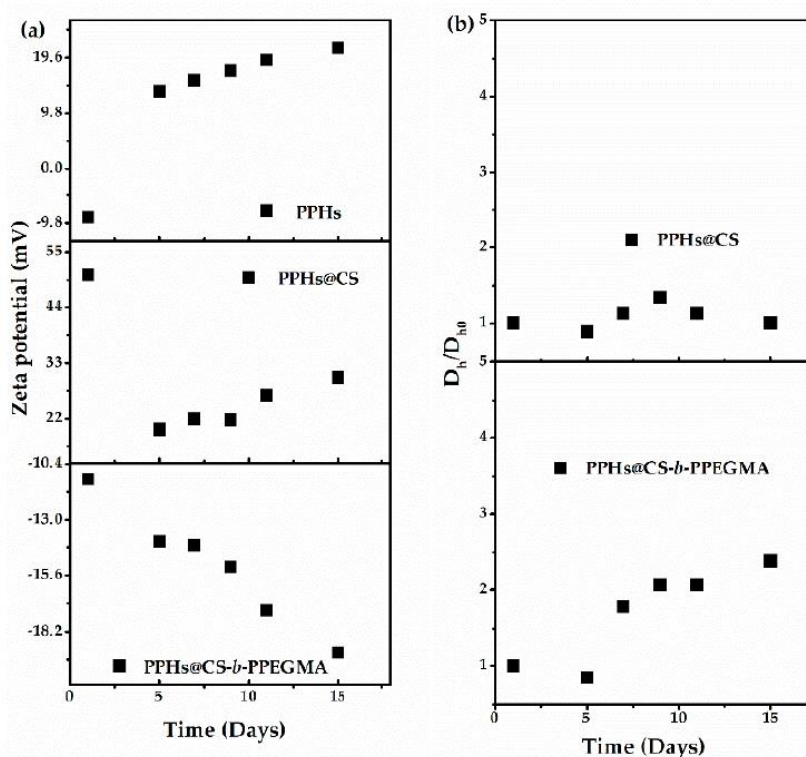 (a)
19.6
9.8
0.0
-9.8
PPHs
55
44
33
22
PPHs@CS
-10.4
-13.0
-15.6
-18.2
PPHs@CS-b-PPEGMA
0 5 10 15
Zeta potential (mV)
Time (Days)
(b)
5
4
3
2
1
PPHs@CS
5
4
3
2
1
PPHs@CS-b-PPEGMA
0 5 10 15
Dh/Dh0
Time (Days)